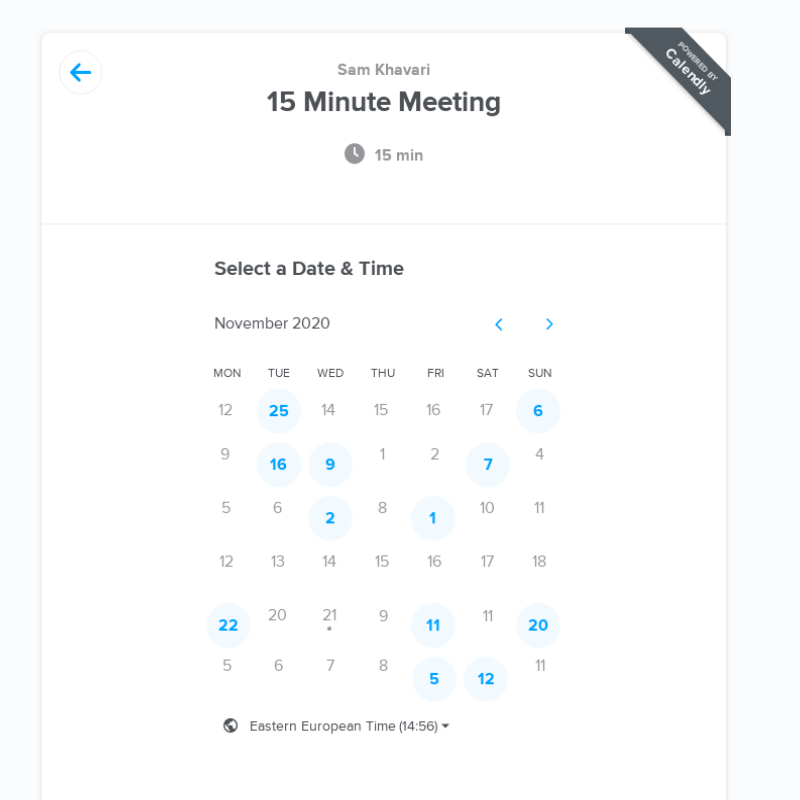 Sam Khavari
POWERED BY
Calendly
15 Minute Meeting
15 min
Select a Date & Time
November 2020
MON TUE WED THU FRI SAT SUN
12 25 14 15 16 17 6
9 16 9 1 2 7 4
5 6 2 8 1 10 11
12 13 14 15 16 17 18
22 20 21 9 11 11 20
5 6 7 8 5 12 11
Eastern European Time (14:56)